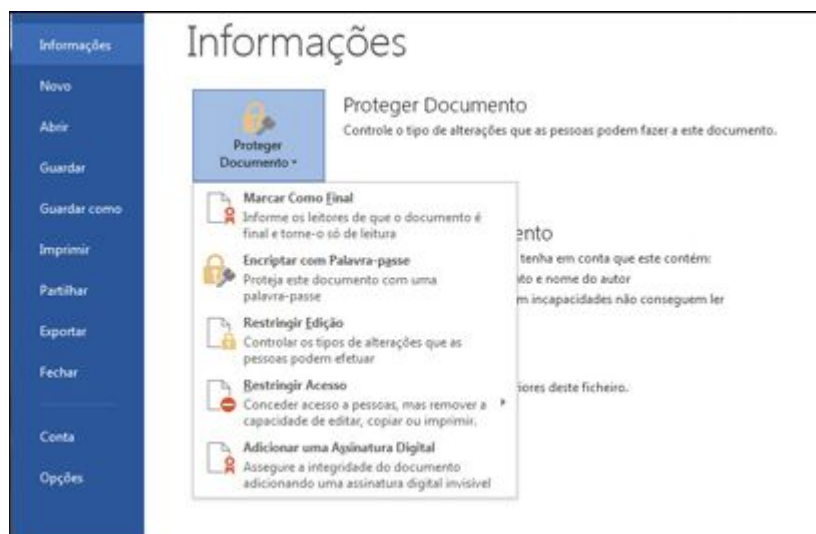 Informações
Novo
Abrir
Guardar
Guardar como
Imprimir
Partilhar
Exportar
Fechar
Conta
Opções
Informações
Proteger Documento
Proteger Documento
Controle o tipo de alterações que as pessoas podem fazer a este documento.
Marcar Como Final
Informe os leitores de que o documento é
final e torne-o só de leitura
Encriptar com Palavra-passe
Proteja este documento com uma
palavra-passe
Restringir Edição
Controlar os tipos de alterações que as
pessoas podem efetuar
Restringir Acesso
Conceder acesso a pessoas, mas remover a
capacidade de editar, copiar ou imprimir.
Adicionar uma Assinatura Digital
Assegure a integridade do documento
adicionando uma assinatura digital invisível
ento
tenha em conta que este contém:
to e nome do autor
m incapacidades não conseguem ler
iores deste ficheiro.